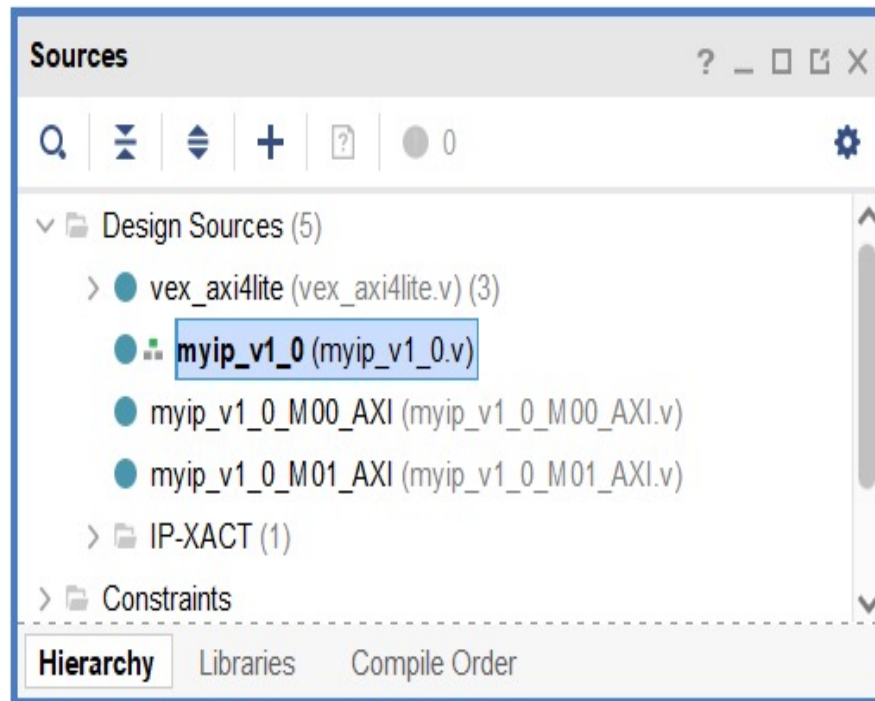 Sources
? 
? 0
Design Sources (5)
vex_axi4lite (vex_axi4lite.v) (3)
myip_v1_0 (myip_v1_0.v)
myip_v1_0_M00_AXI (myip_v1_0_M00_AXI.v)
myip_v1_0_M01_AXI (myip_v1_0_M01_AXI.v)
IP-XACT (1)
Constraints
Hierarchy Libraries Compile Order